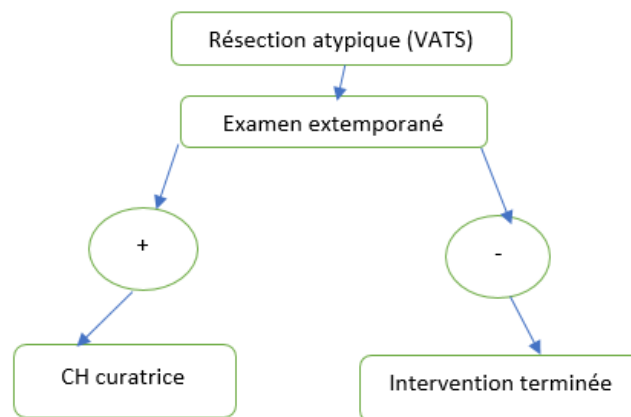 Résection atypique (VATS)
Examen extemporané
+
-
CH curatrice
Intervention terminée